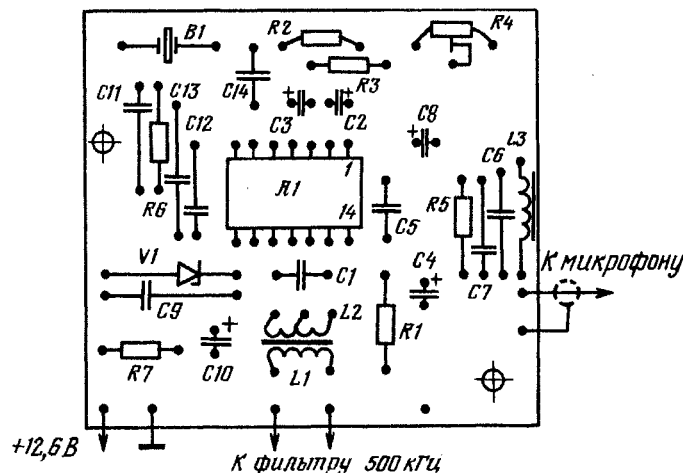 B1
R2
R4
R3
C11
C13
C14
C12
C3
C2
C8
C6
L3
1
A1
14
R6
C5
R5
V1
C1
C4
C7
К микрофону
C9
L2
R1
R7
C10
L1
+12,6 В
К фильтру 500 кГц